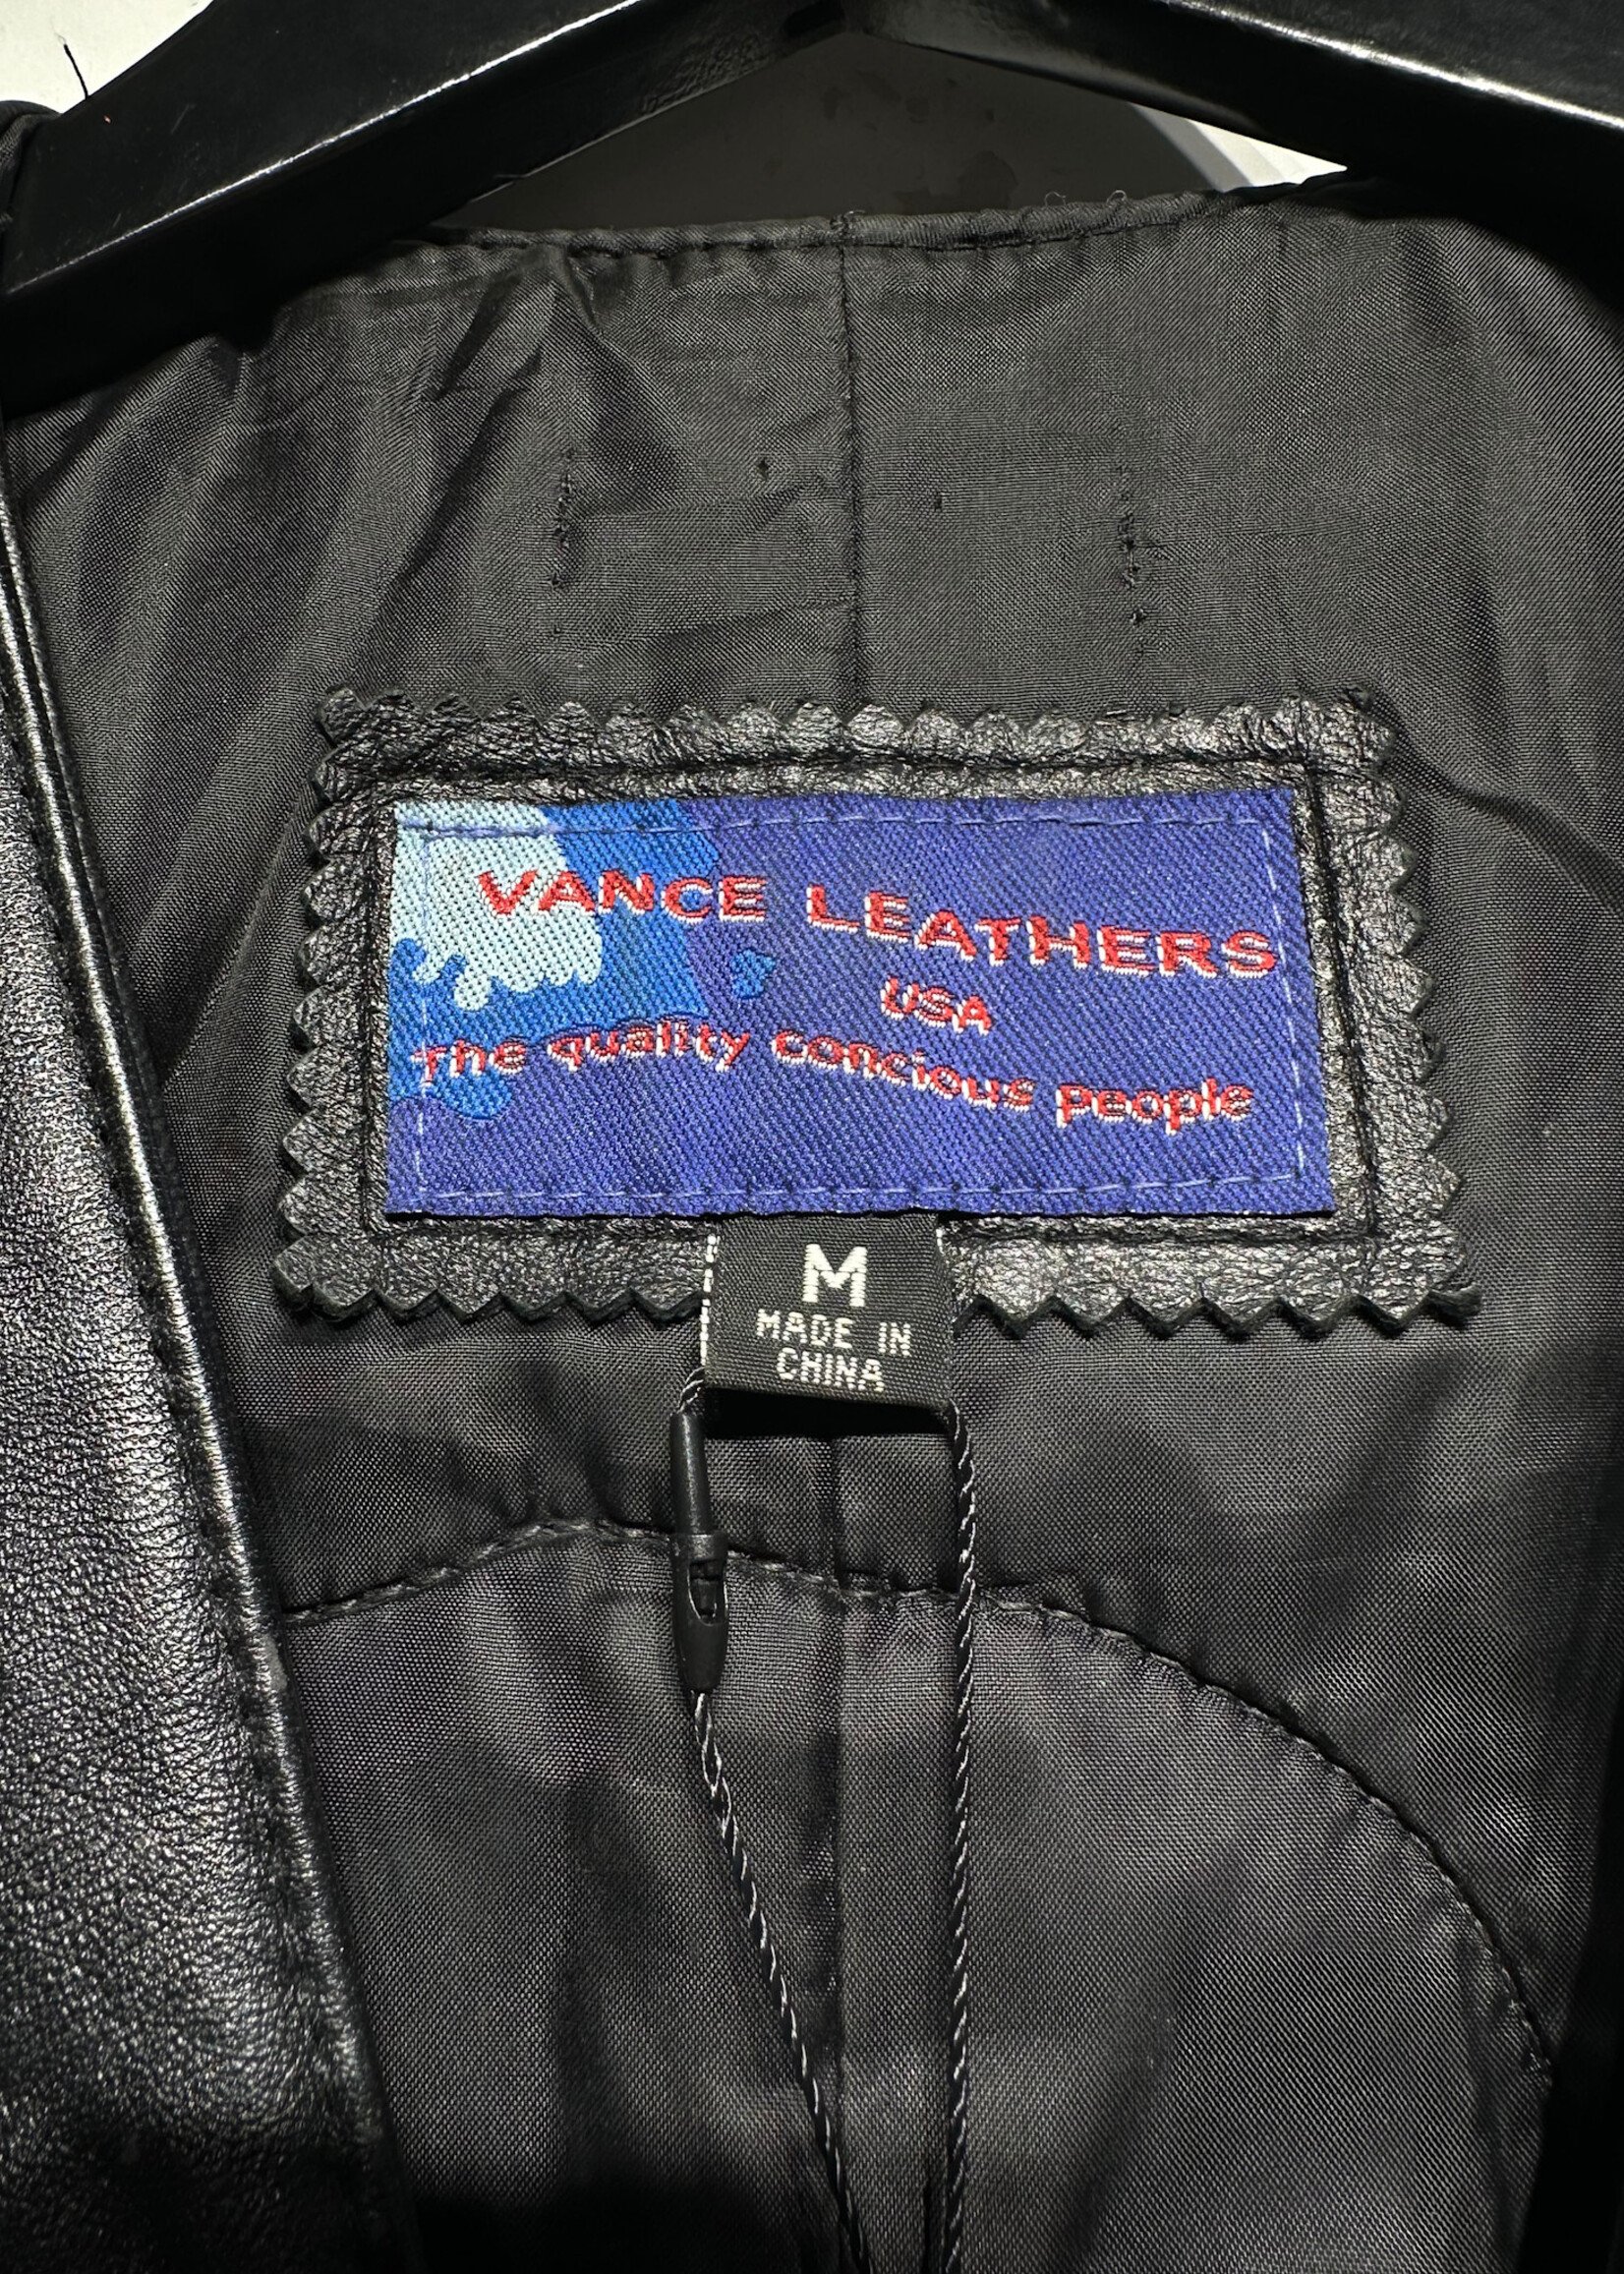 VANCE LEATHERS
USA
The quality concious people
M
MADE IN
CHINA